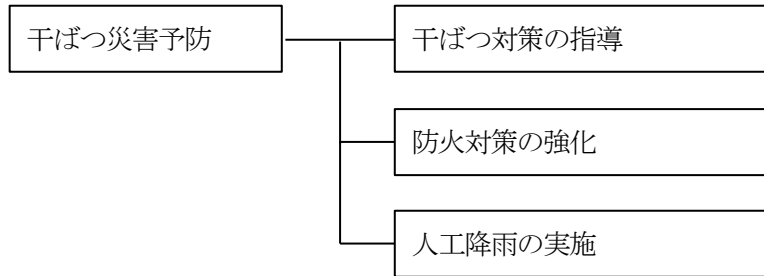 干ばつ災害予防
干ばつ対策の指導
防火対策の強化
人工降雨の実施